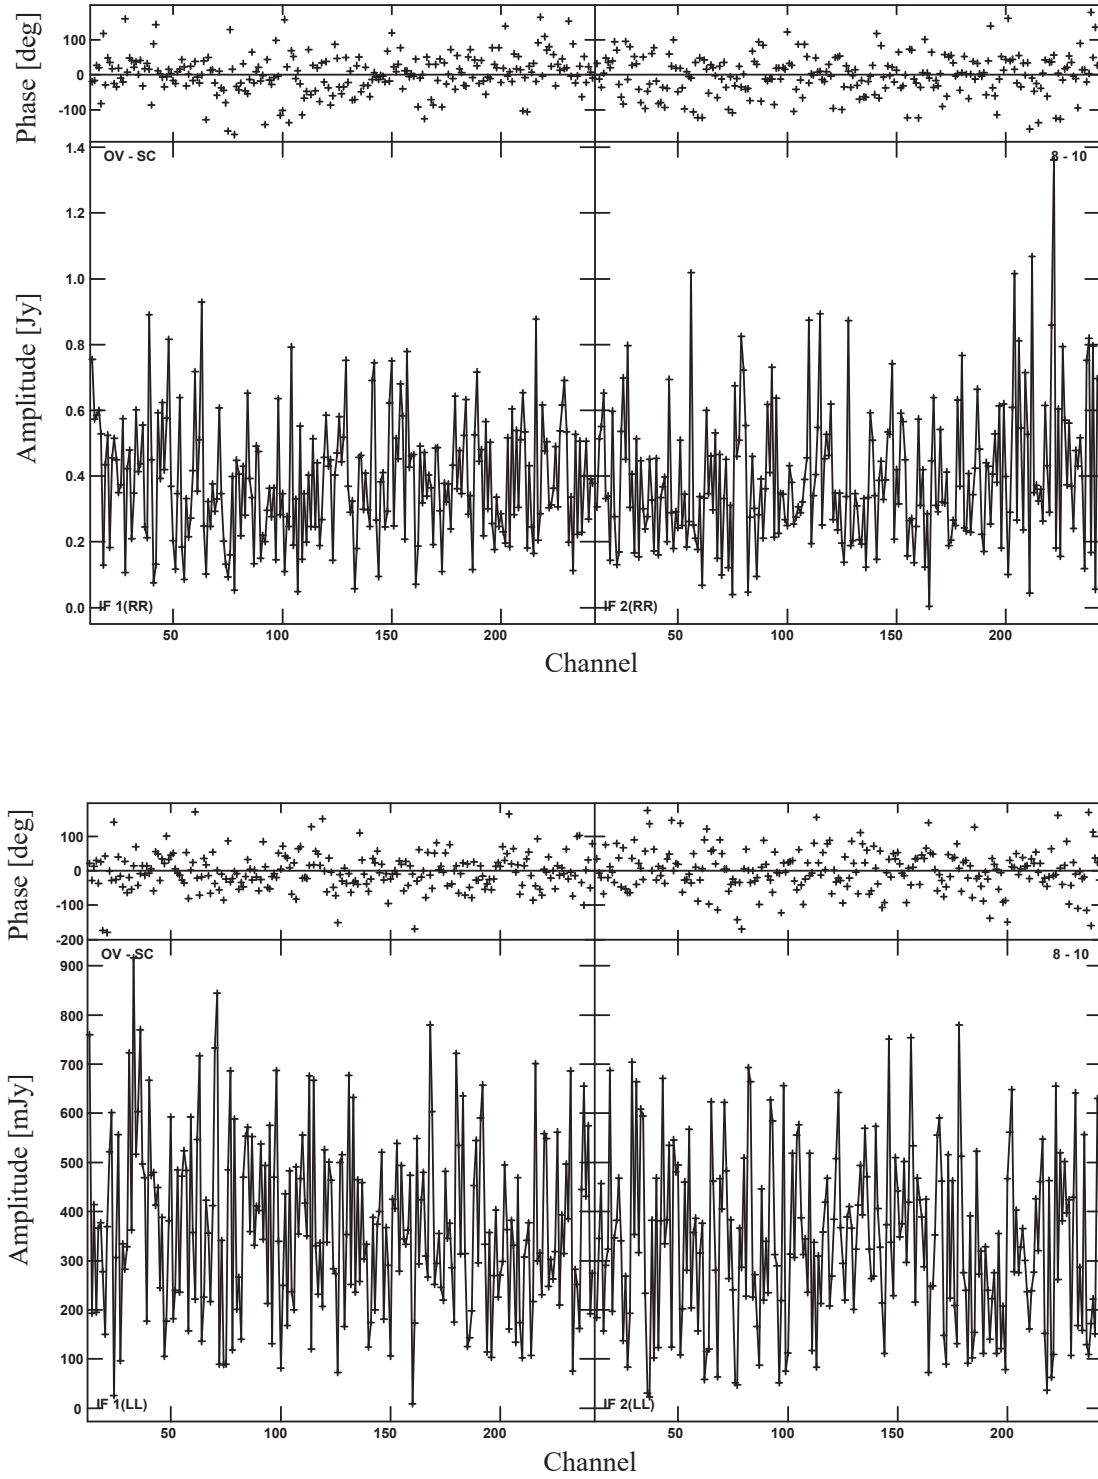 Phase [deg]
100
0
-100
OV - SC
8 - 10
Amplitude [Jy]
1.4
1.2
1.0
0.8
0.6
0.4
0.2
0.0
IF 1(RR)
IF 2(RR)
50 100 150 200 50 100 150 200
Channel
Phase [deg]
100
0
-100
-200
OV - SC
8 - 10
Amplitude [mJy]
900
800
700
600
500
400
300
200
100
0
IF 1(LL)
IF 2(LL)
50 100 150 200 50 100 150 200
Channel